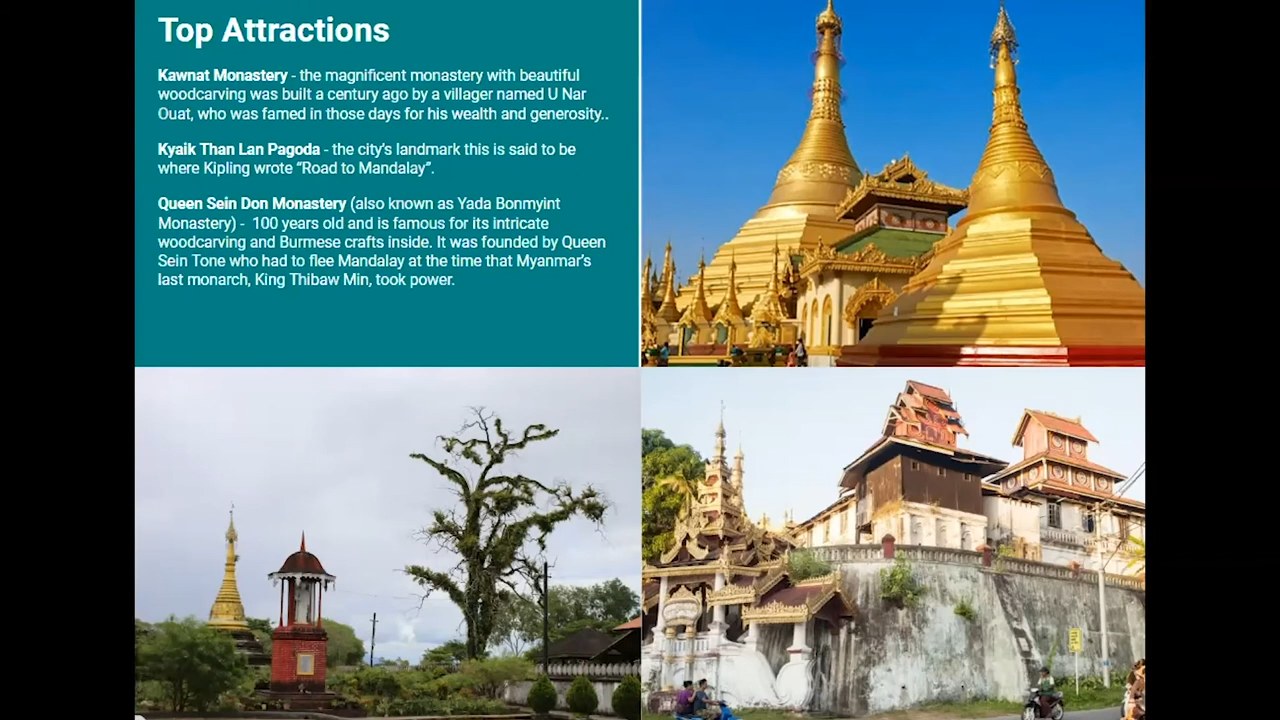 Top Attractions
Kawnat Monastery - the magnificent monastery with beautiful
woodcarving was built a century ago by a villager named U Nar
Ouat, who was famed in those days for his wealth and generosity..
Kyaik Than Lan Pagoda - the city's landmark this is said to be
where Kipling wrote “Road to Mandalay”.
Queen Sein Don Monastery (also known as Yada Bonmyint
Monastery) - 100 years old and is famous for its intricate
woodcarving and Burmese crafts inside. It was founded by Queen
Sein Tone who had to flee Mandalay at the time that Myanmar's
last monarch, King Thibaw Min, took power.